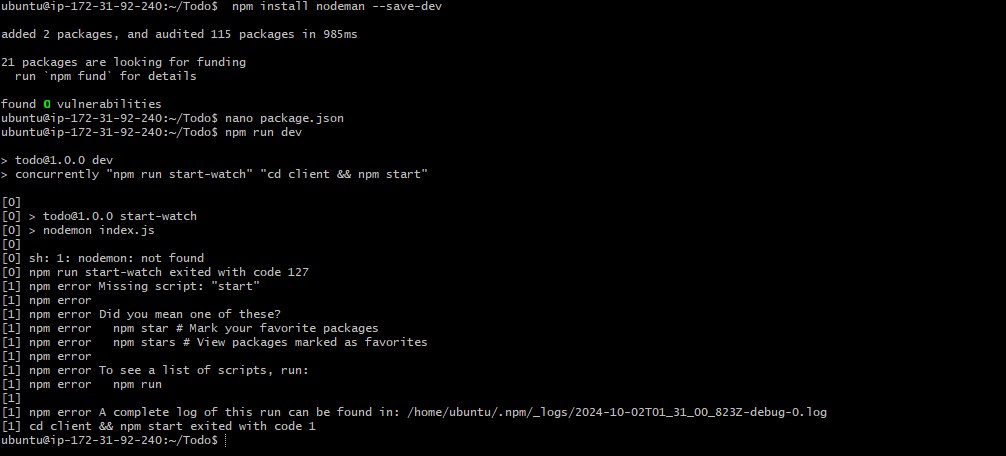 ubuntu@ip-172-31-92-240:~/Todo$  npm install nodeman --save-dev
added 2 packages, and audited 115 packages in 985ms
21 packages are looking for funding
  run `npm fund` for details
found 0 vulnerabilities
ubuntu@ip-172-31-92-240:~/Todo$ nano package.json
ubuntu@ip-172-31-92-240:~/Todo$ npm run dev
> todo@1.0.0 dev
> concurrently "npm run start-watch" "cd client && npm start"
[0]
[0] > todo@1.0.0 start-watch
[0] > nodemon index.js
[0]
[0] sh: 1: nodemon: not found
[0] npm run start-watch exited with code 127
[1] npm error Missing script: "start"
[1] npm error
[1] npm error Did you mean one of these?
[1] npm error   npm star # Mark your favorite packages
[1] npm error   npm stars # View packages marked as favorites
[1] npm error
[1] npm error To see a list of scripts, run:
[1] npm error   npm run
[1]
[1] npm error A complete log of this run can be found in: /home/ubuntu/.npm/_logs/2024-10-02T01_31_00_823Z-debug-0.log
[1] cd client && npm start exited with code 1
ubuntu@ip-172-31-92-240:~/Todo$